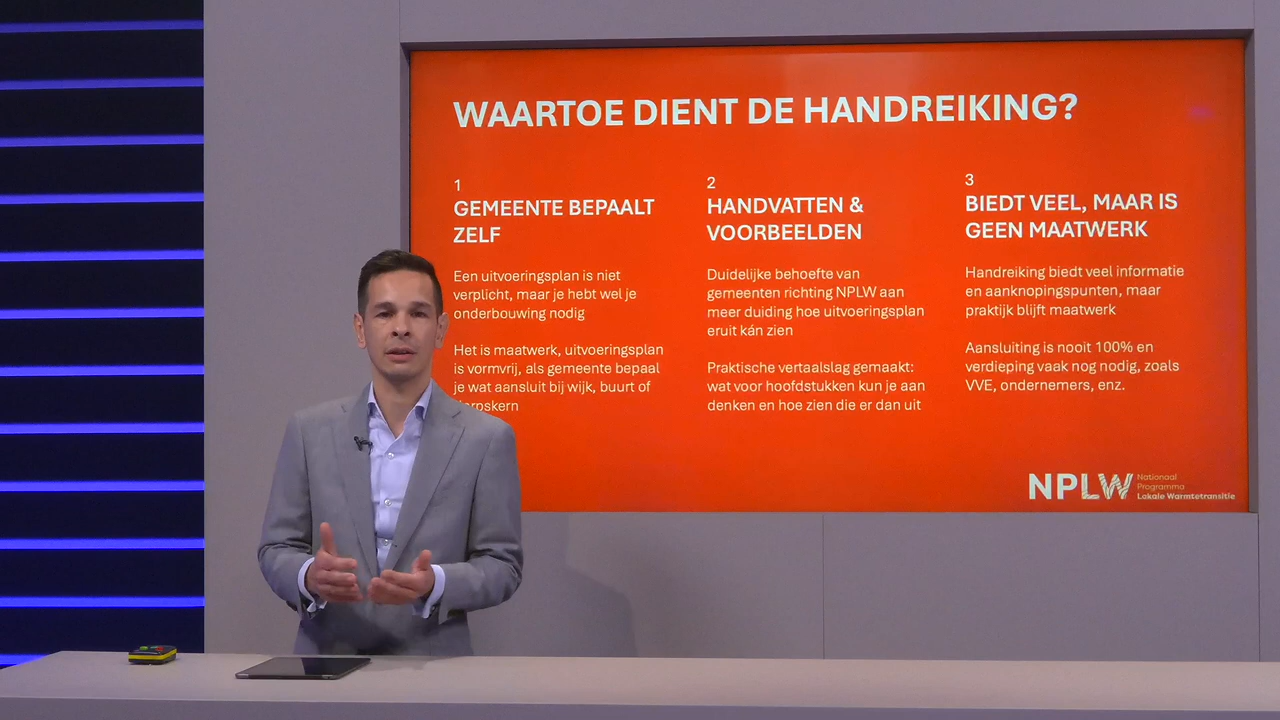 WAARTOE DIENT DE HANDREIKING?
1
GEMEENTE BEPAALT
ZELF
Een uitvoeringsplan is niet
verplicht, maar je hebt wel je
onderbouwing nodig
Het is maatwerk, uitvoeringsplan
is vormvrij, als gemeente bepaal
je wat aansluit bij wijk, buurt of
2
HANDVATTEN &
VOORBEELDEN
Duidelijke behoefte van
gemeenten richting NPLW aan
meer duiding hoe uitvoeringsplan
eruit kán zien
Praktische vertaalslag gemaakt:
wat voor hoofdstukken kun je aan
denken en hoe zien die er dan uit
3
BIEDT VEEL, MAAR IS
GEEN MAATWERK
Handreiking biedt veel informatie
en aanknopingspunten, maar
praktijk blijft maatwerk
Aansluiting is nooit 100% en
verdieping vaak nog nodig, zoals
VVE, ondernemers, enz.
NPLW
Nationaal
Programma
Lokale Warmtetransitie